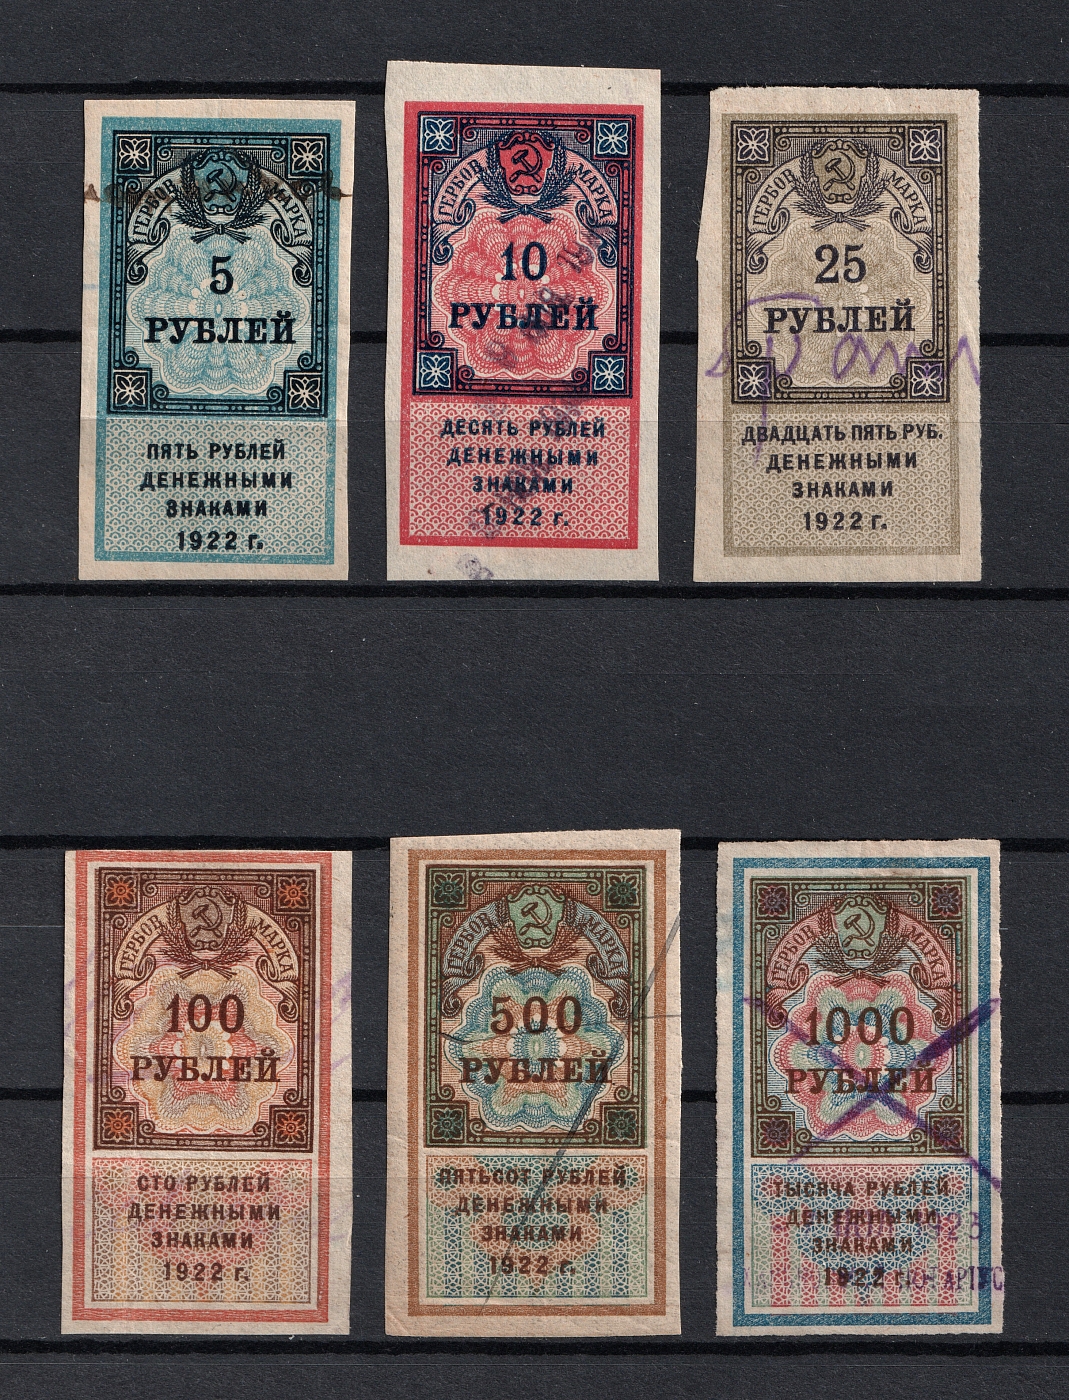 ГЕРБОВ. МАРКА
5
РУБЛЕЙ
ПЯТЬ РУБЛЕЙ
ДЕНЕЖНЫМИ
ЗНАКАМИ
1922 г.
ГЕРБОВ. МАРКА
10
РУБЛЕЙ
ДЕСЯТЬ РУБЛЕЙ
ДЕНЕЖНЫМИ
ЗНАКАМИ
1922 г.
ГЕРБОВ. МАРКА
25
РУБЛЕЙ
ДВАДЦАТЬ ПЯТЬ РУБ.
ДЕНЕЖНЫМИ
ЗНАКАМИ
1922 г.
ГЕРБОВ. МАРКА
100
РУБЛЕЙ
СТО РУБЛЕЙ
ДЕНЕЖНЫМИ
ЗНАКАМИ
1922 г.
ГЕРБОВ. МАРКА
500
РУБЛЕЙ
ПЯТЬСОТ РУБЛЕЙ
ДЕНЕЖНЫМИ
ЗНАКАМИ
1922 г.
ГЕРБОВ. МАРКА
1000
РУБЛЕЙ
ТЫСЯЧА РУБЛЕЙ
ДЕНЕЖНЫМИ
ЗНАКАМИ
1922 г.